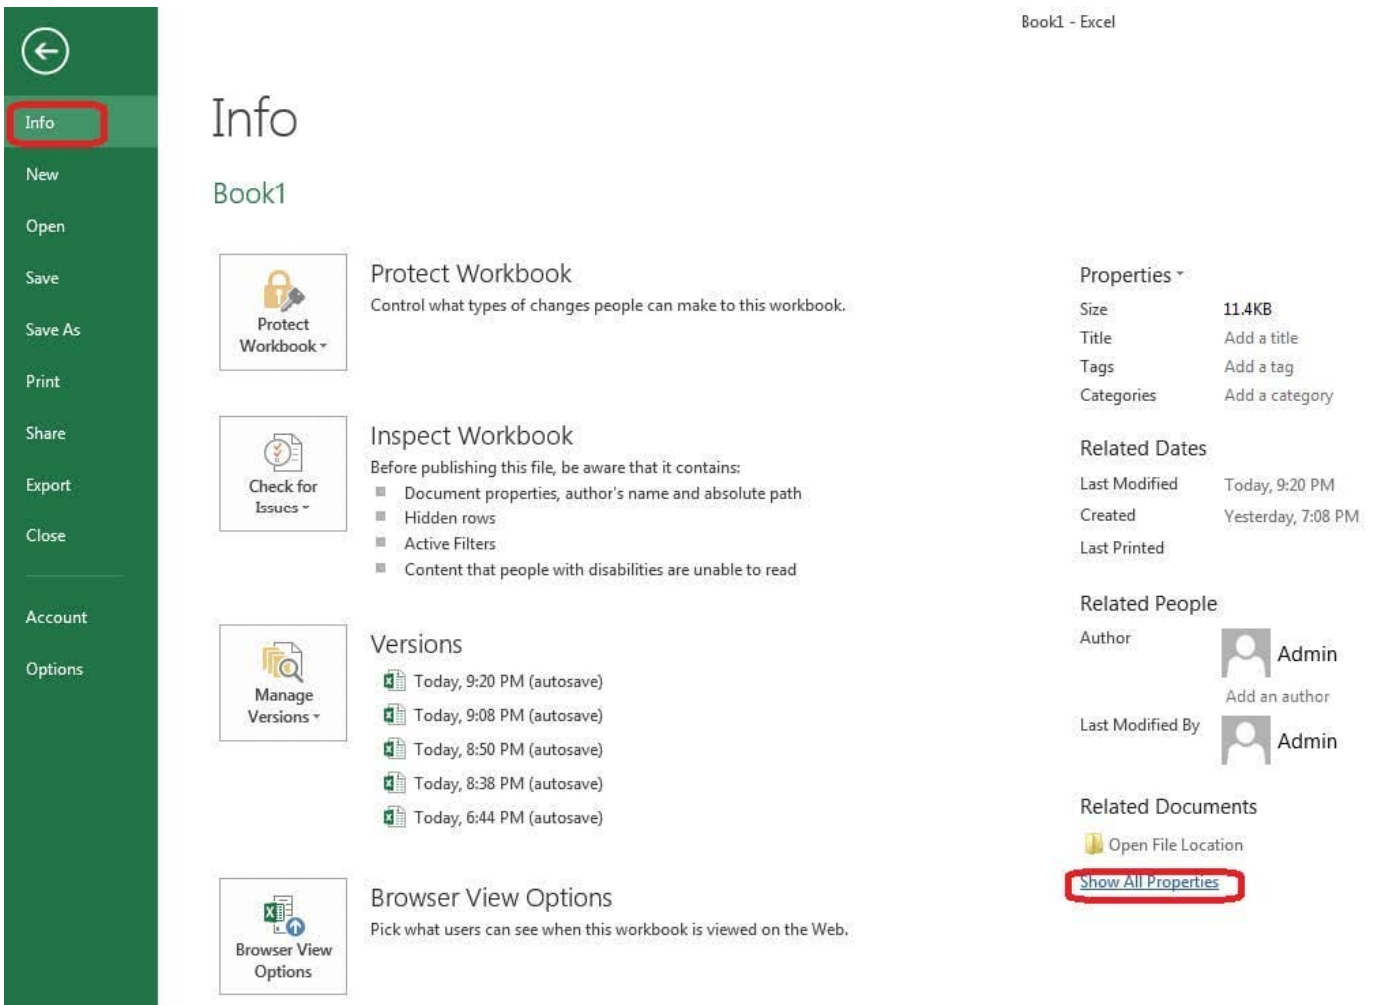 Book1 - Excel
Info
New
Open
Save
Save As
Print
Share
Export
Close
Account
Options
Info
Book1
Protect
Workbook
Protect Workbook
Control what types of changes people can make to this workbook.
Check for
Issues
Inspect Workbook
Before publishing this file, be aware that it contains:
Document properties, author's name and absolute path
Hidden rows
Active Filters
Content that people with disabilities are unable to read
Manage
Versions
Versions
Today, 9:20 PM (autosave)
Today, 9:08 PM (autosave)
Today, 8:50 PM (autosave)
Today, 8:38 PM (autosave)
Today, 6:44 PM (autosave)
Browser View
Options
Browser View Options
Pick what users can see when this workbook is viewed on the Web.
Properties
Size 11.4KB
Title Add a title
Tags Add a tag
Categories Add a category
Related Dates
Last Modified Today, 9:20 PM
Created Yesterday, 7:08 PM
Last Printed
Related People
Author Admin
Add an author
Last Modified By Admin
Related Documents
Open File Location
Show All Properties